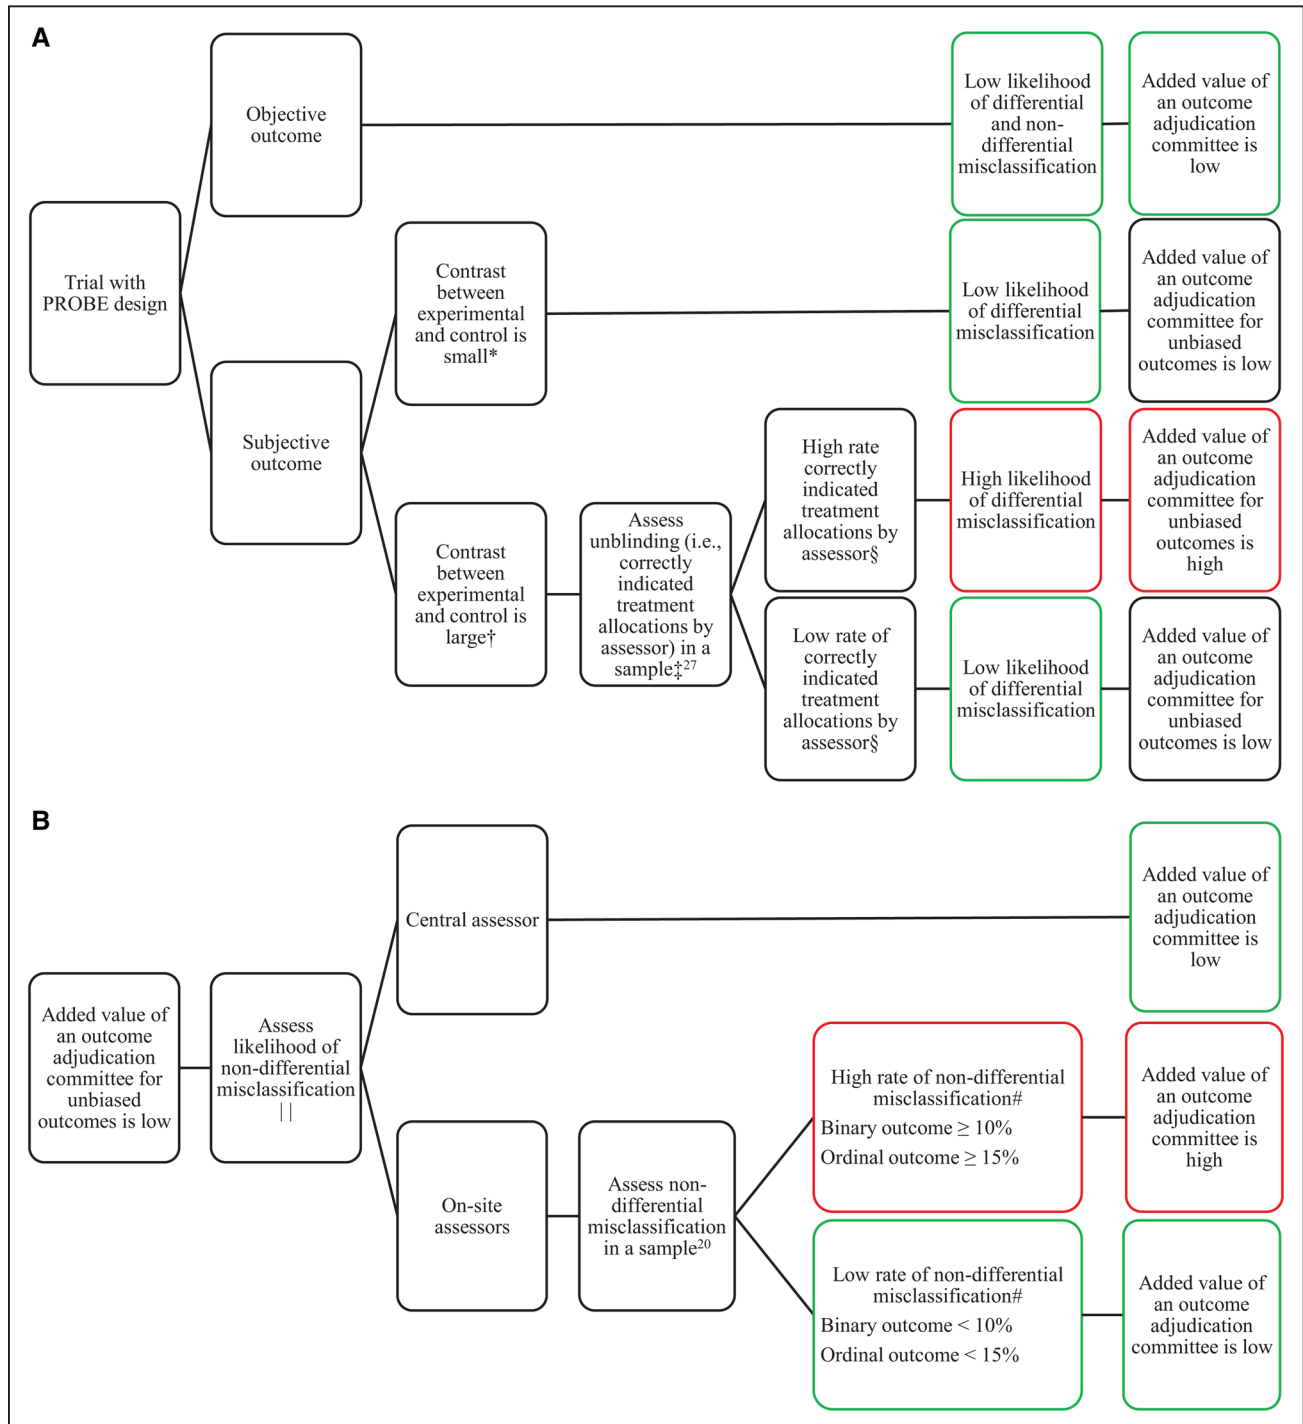 A
Trial with
PROBE design
Objective
outcome
Low likelihood
of differential
and non-
differential
misclassification
Added value of
an outcome
adjudication
committee is
low
Subjective
outcome
Contrast
between
experimental
and control is
small*
Low likelihood
of differential
misclassification
Added value of
an outcome
adjudication
committee for
unbiased
outcomes is low
Contrast
between
experimental
and control is
large†
Assess
unblinding (i.e.,
correctly
indicated
treatment
allocations by
assessor) in a
sample‡27
High rate
correctly
indicated
treatment
allocations by
assessor§
High likelihood
of differential
misclassification
Added value of
an outcome
adjudication
committee for
unbiased
outcomes is
high
Low rate of
correctly
indicated
treatment
allocations by
assessor§
Low likelihood
of differential
misclassification
Added value of
an outcome
adjudication
committee for
unbiased
outcomes is low
B
Added value of
an outcome
adjudication
committee for
unbiased
outcomes is low
Assess
likelihood of
non-differential
misclassification
||
Central assessor
Added value of
an outcome
adjudication
committee is
low
On-site
assessors
Assess non-
differential
misclassification
in a sample20
High rate of non-differential
misclassification#
Binary outcome ≥ 10%
Ordinal outcome ≥ 15%
Added value of
an outcome
adjudication
committee is
high
Low rate of non-differential
misclassification#
Binary outcome < 10%
Ordinal outcome < 15%
Added value of
an outcome
adjudication
committee is low